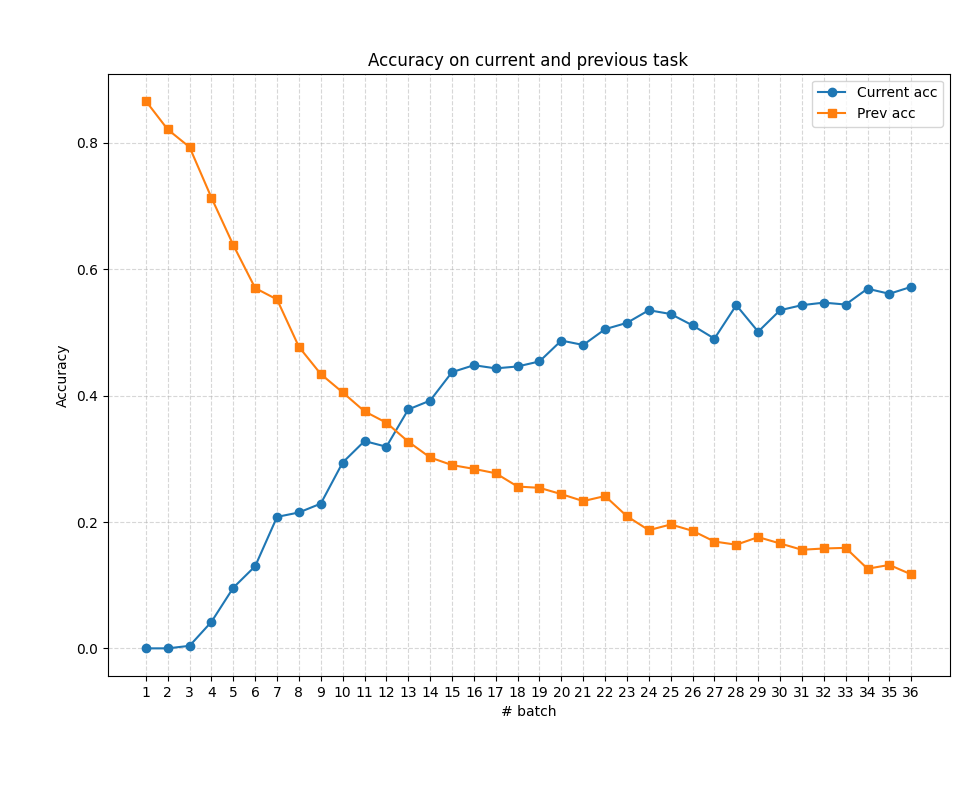 Accuracy on current and previous task
Current acc
Prev acc
Accuracy
0.8
0.6
0.4
0.2
0.0
1 2 3 4 5 6 7 8 9 10 11 12 13 14 15 16 17 18 19 20 21 22 23 24 25 26 27 28 29 30 31 32 33 34 35 36
# batch